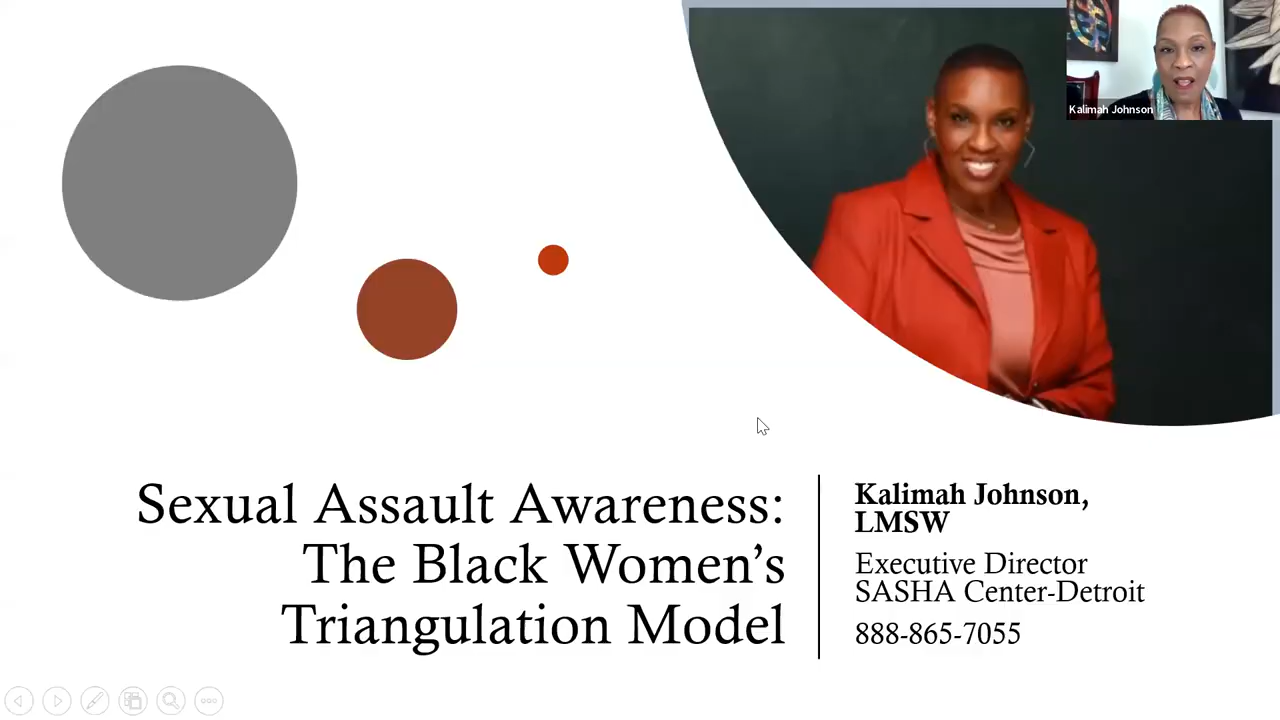 Kalimah Johnson
Sexual Assault Awareness:
The Black Women’s
Triangulation Model
Kalimah Johnson,
LMSW
Executive Director
SASHA Center-Detroit
888-865-7055